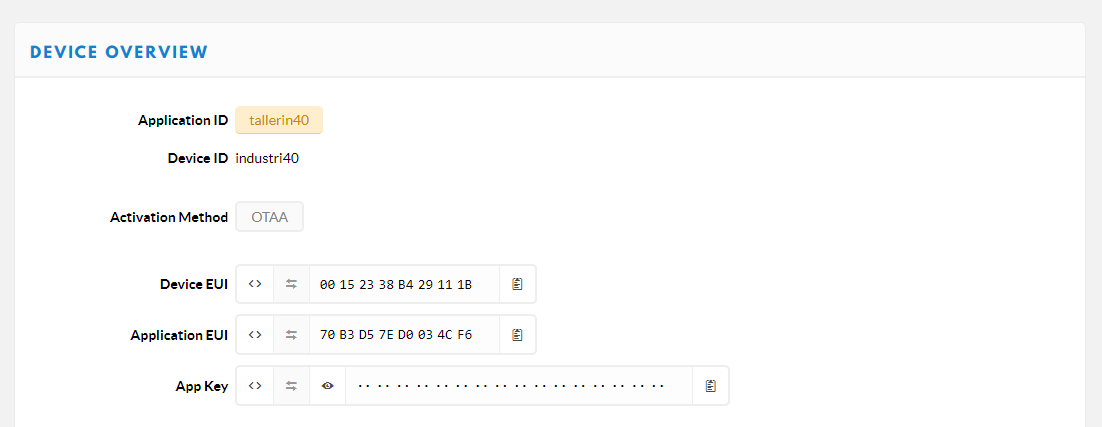 DEVICE OVERVIEW
Application ID tallerin40
Device ID industri40
Activation Method OTAA
Device EUI <> 00 15 23 38 B4 29 11 1B
Application EUI <> 70 B3 D5 7E D0 03 4C F6
App Key <> ·· ·· ·· ·· ·· ·· ·· ·· ·· ·· ·· ·· ·· ·· ·· ··